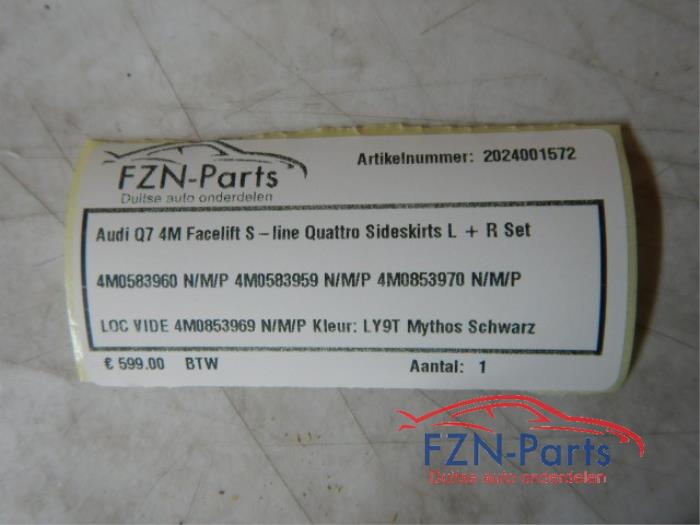 FZN-Parts
Duitse auto onderdelen
Artikelnummer: 2024001572
Audi Q7 4M Facelift S-line Quattro Sideskirts L + R Set
4M0583960 N/M/P 4M0583959 N/M/P 4M0853970 N/M/P
LOC VIDE 4M0853969 N/M/P Kleur: LY9T Mythos Schwarz
€ 599.00 BTW
Aantal: 1
FZN-Parts
Duitse auto onderdelen